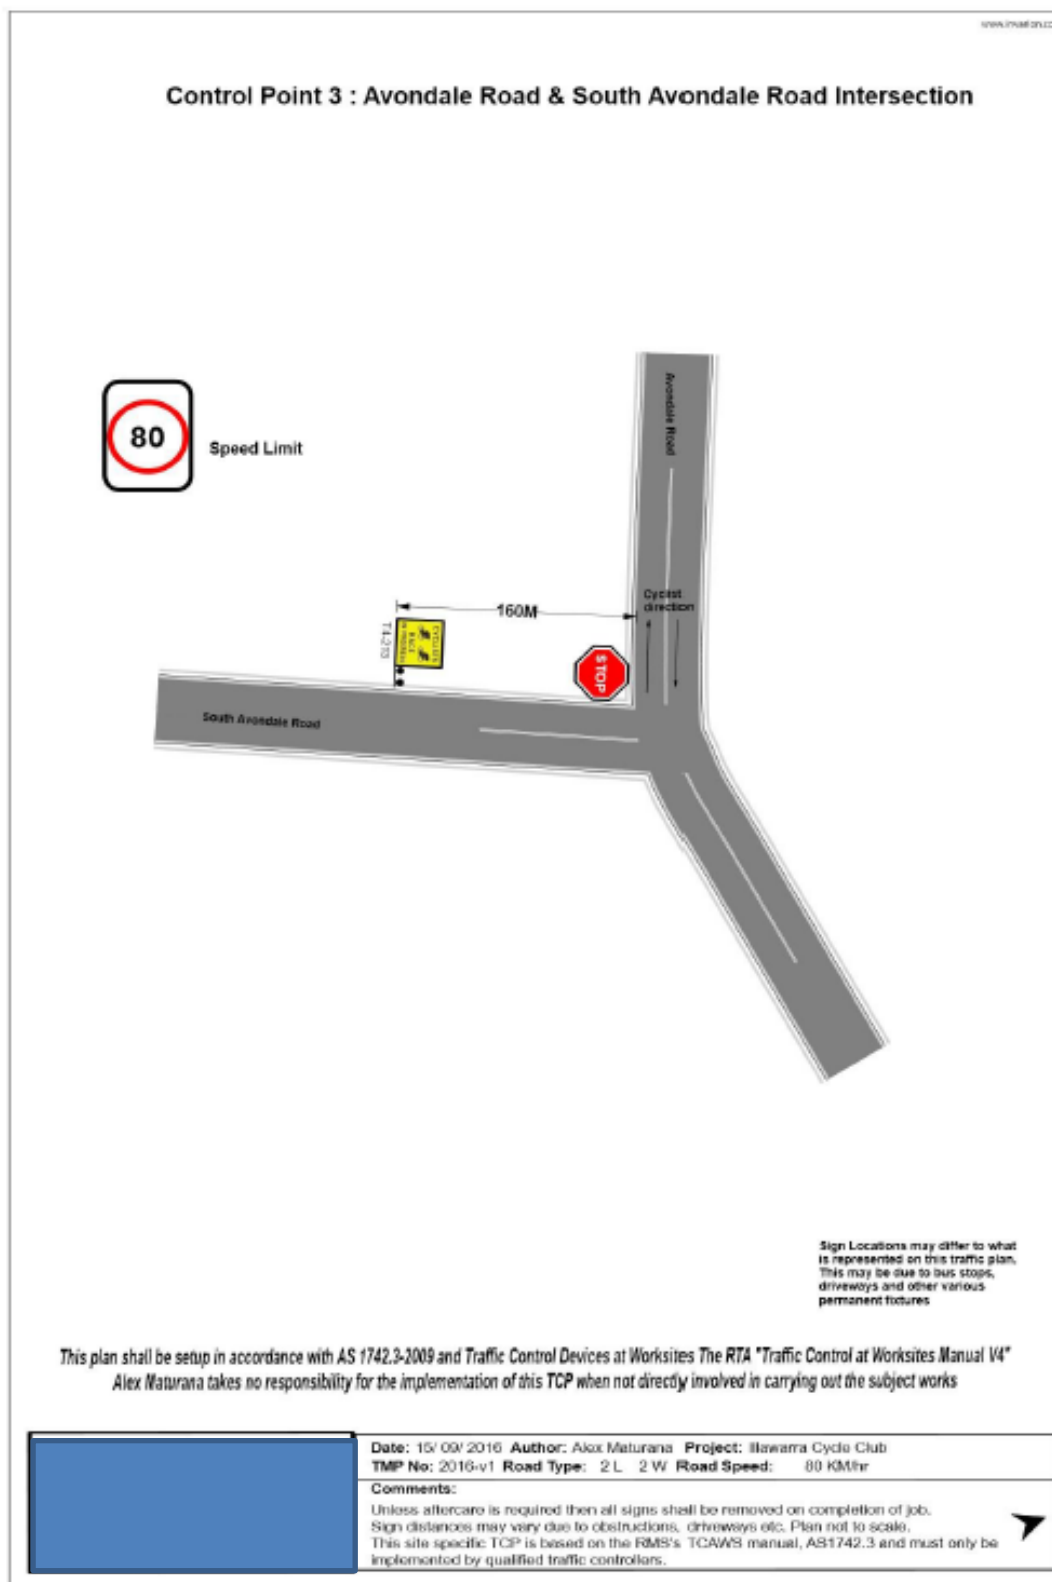 Control Point 3 : Avondale Road & South Avondale Road Intersection
80
Speed Limit
Avondale Road
Cyclist
direction
160M
T4-213
STOP
South Avondale Road
Sign Locations may differ to what
is represented on this traffic plan.
This may be due to bus stops,
driveways and other various
permanent fixtures
This plan shall be setup in accordance with AS 1742.3-2009 and Traffic Control Devices at Worksites The RTA "Traffic Control at Worksites Manual V4"
Alex Maturana takes no responsibility for the implementation of this TCP when not directly involved in carrying out the subject works
Date: 15/ 09/ 2016 Author: Alex Maturana Project: Illawarra Cycle Club
TMP No: 2016-v1 Road Type: 2 L 2 W Road Speed: 80 KM/hr
Comments:
Unless aftercare is required then all signs shall be removed on completion of job.
Sign distances may vary due to obstructions, driveways etc. Plan not to scale.
This site specific TCP is based on the RMS's TCAWS manual, AS1742.3 and must only be
implemented by qualified traffic controllers.